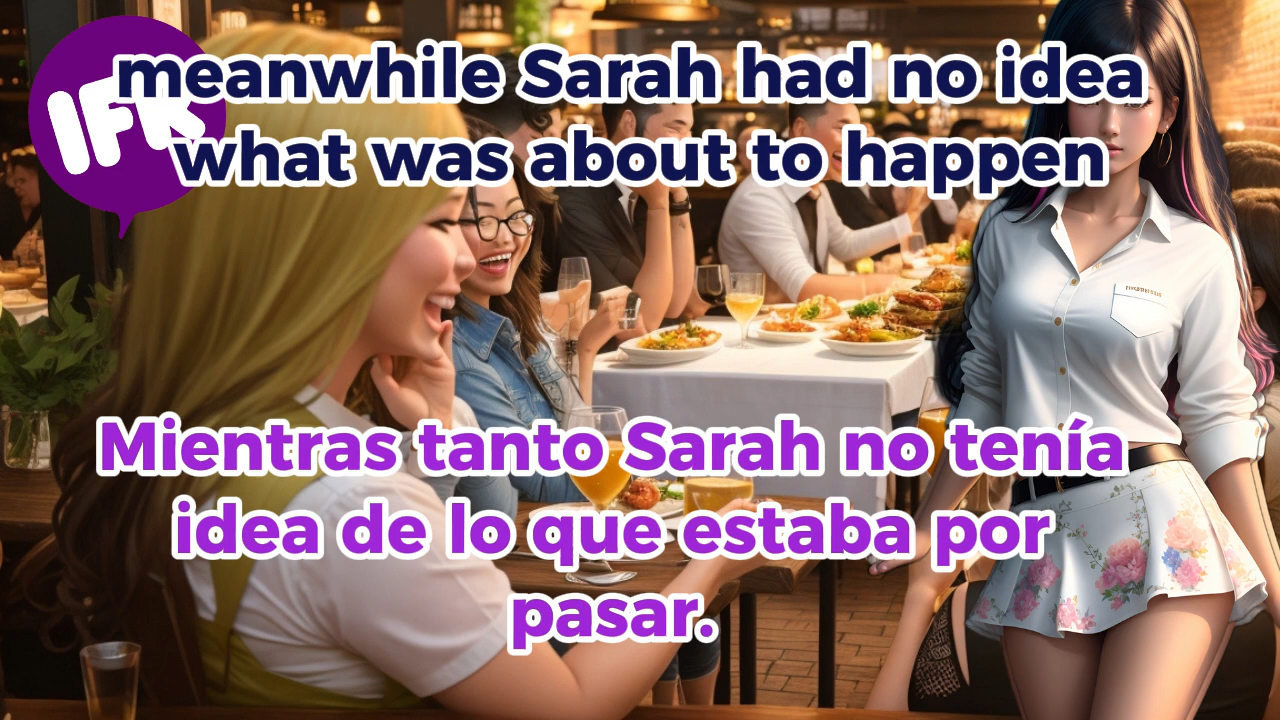 IFK
meanwhile Sarah had no idea
what was about to happen
Mientras tanto Sarah no tenía
idea de lo que estaba por
pasar.